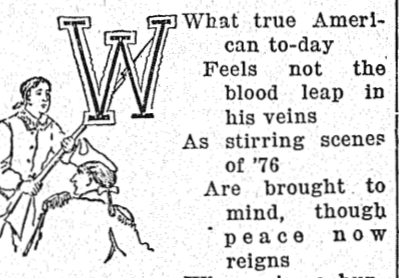 W What true Ameri-
can to-day
Feels not the
blood leap in
his veins
As stirring scenes
of '76
Are brought to
mind, though
peace now
reigns